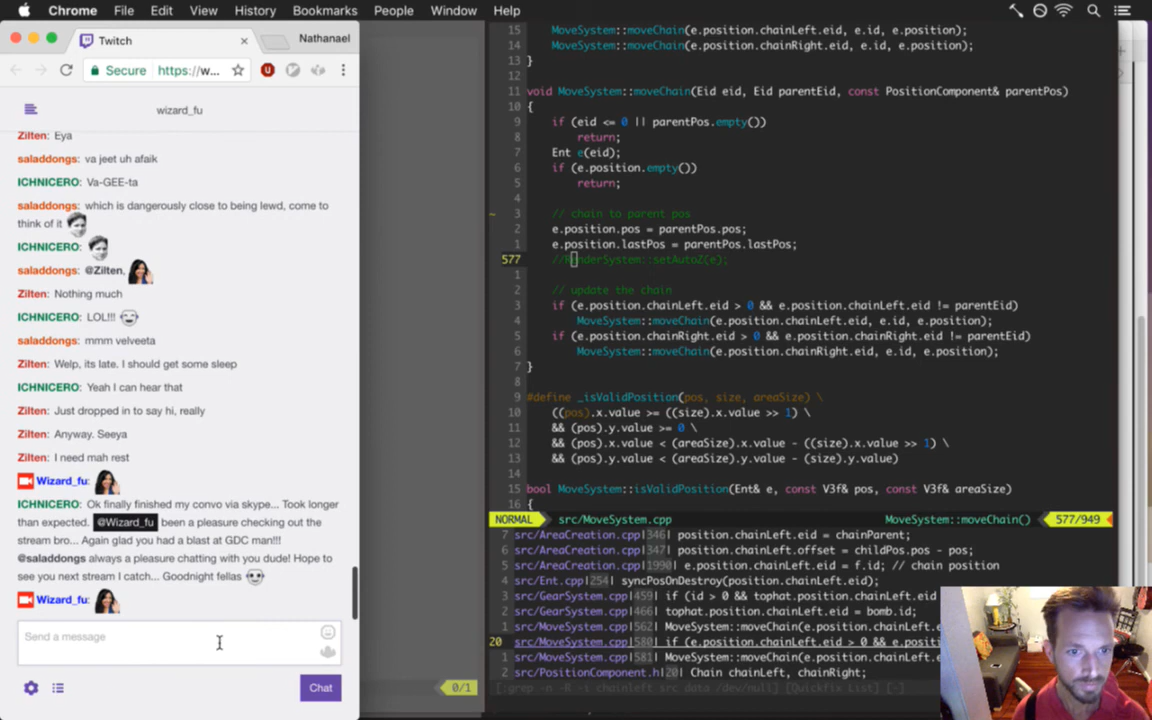 Chrome File Edit View History Bookmarks People Window Help
Twitch
Nathanael
Secure https://w...
wizard_fu
Zilten: Eya
saladdongs: va jeet uh afaik
ICHNICERO: Va-GEE-ta
saladdongs: which is dangerously close to being lewd, come to
think of it
ICHNICERO:
saladdongs: @Zilten,
Zilten: Nothing much
ICHNICERO: LOL!!!
saladdongs: mmm velveeta
Zilten: Welp, its late. I should get some sleep
ICHNICERO: Yeah I can hear that
Zilten: Just dropped in to say hi, really
Zilten: Anyway. Seeya
Zilten: I need mah rest
Wizard_fu:
ICHNICERO: Ok finally finished my convo via skype... Took longer
than expected. @Wizard_fu been a pleasure checking out the
stream bro... Again glad you had a blast at GDC man!!!
@saladdongs always a pleasure chatting with you dude! Hope to
see you next stream I catch... Goodnight fellas
Wizard_fu:
Send a message
Chat
0/1
15 MoveSystem::moveChain(e.position.chainLeft.eid, e.id, e.position);
14 MoveSystem::moveChain(e.position.chainRight.eid, e.id, e.position);
13 }
12
11 void MoveSystem::moveChain(Eid eid, Eid parentEid, const PositionComponent& parentPos)
10 {
9 if (eid <= 0 || parentPos.empty())
8 return;
7 Ent e(eid);
6 if (e.position.empty())
5 return;
4
~ 3 // chain to parent pos
2 e.position.pos = parentPos.pos;
1 e.position.lastPos = parentPos.lastPos;
577 //RenderSystem::setAutoZ(e);
1
2 // update the chain
3 if (e.position.chainLeft.eid > 0 && e.position.chainLeft.eid != parentEid)
4 MoveSystem::moveChain(e.position.chainLeft.eid, e.id, e.position);
5 if (e.position.chainRight.eid > 0 && e.position.chainRight.eid != parentEid)
6 MoveSystem::moveChain(e.position.chainRight.eid, e.id, e.position);
7 }
8
9 #define _isValidPosition(pos, size, areaSize) \
10 ((pos).x.value >= ((size).x.value >> 1) \
11 && (pos).y.value >= 0 \
12 && (pos).x.value < (areaSize).x.value - ((size).x.value >> 1) \
13 && (pos).y.value < (areaSize).y.value - (size).y.value)
14
15 bool MoveSystem::isValidPosition(Ent& e, const V3f& pos, const V3f& areaSize)
16 {
NORMAL src/MoveSystem.cpp MoveSystem::moveChain() 577/949
7 src/AreaCreation.cpp|346| position.chainLeft.eid = chainParent;
6 src/AreaCreation.cpp|347| position.chainLeft.offset = childPos.pos - pos;
5 src/AreaCreation.cpp|1990| e.position.chainLeft.eid = f.id; // chain position
4 src/Ent.cpp|254| syncPosOnDestroy(position.chainLeft.eid);
3 src/GearSystem.cpp|459| if (id > 0 && tophat.position.chainLeft.ei
2 src/GearSystem.cpp|466| tophat.position.chainLeft.eid = bomb.id;
1 src/MoveSystem.cpp|562| MoveSystem::moveChain(e.position.chainLeft.e
20 src/MoveSystem.cpp|580| if (e.position.chainLeft.eid > 0 && e.positi
1 src/MoveSystem.cpp|581| MoveSystem::moveChain(e.position.chainLeft.e
2 src/PositionComponent.h|20| Chain chainLeft, chainRight;
[:grep -n -R -i chainleft src data /dev/null] [Quickfix List] [-]